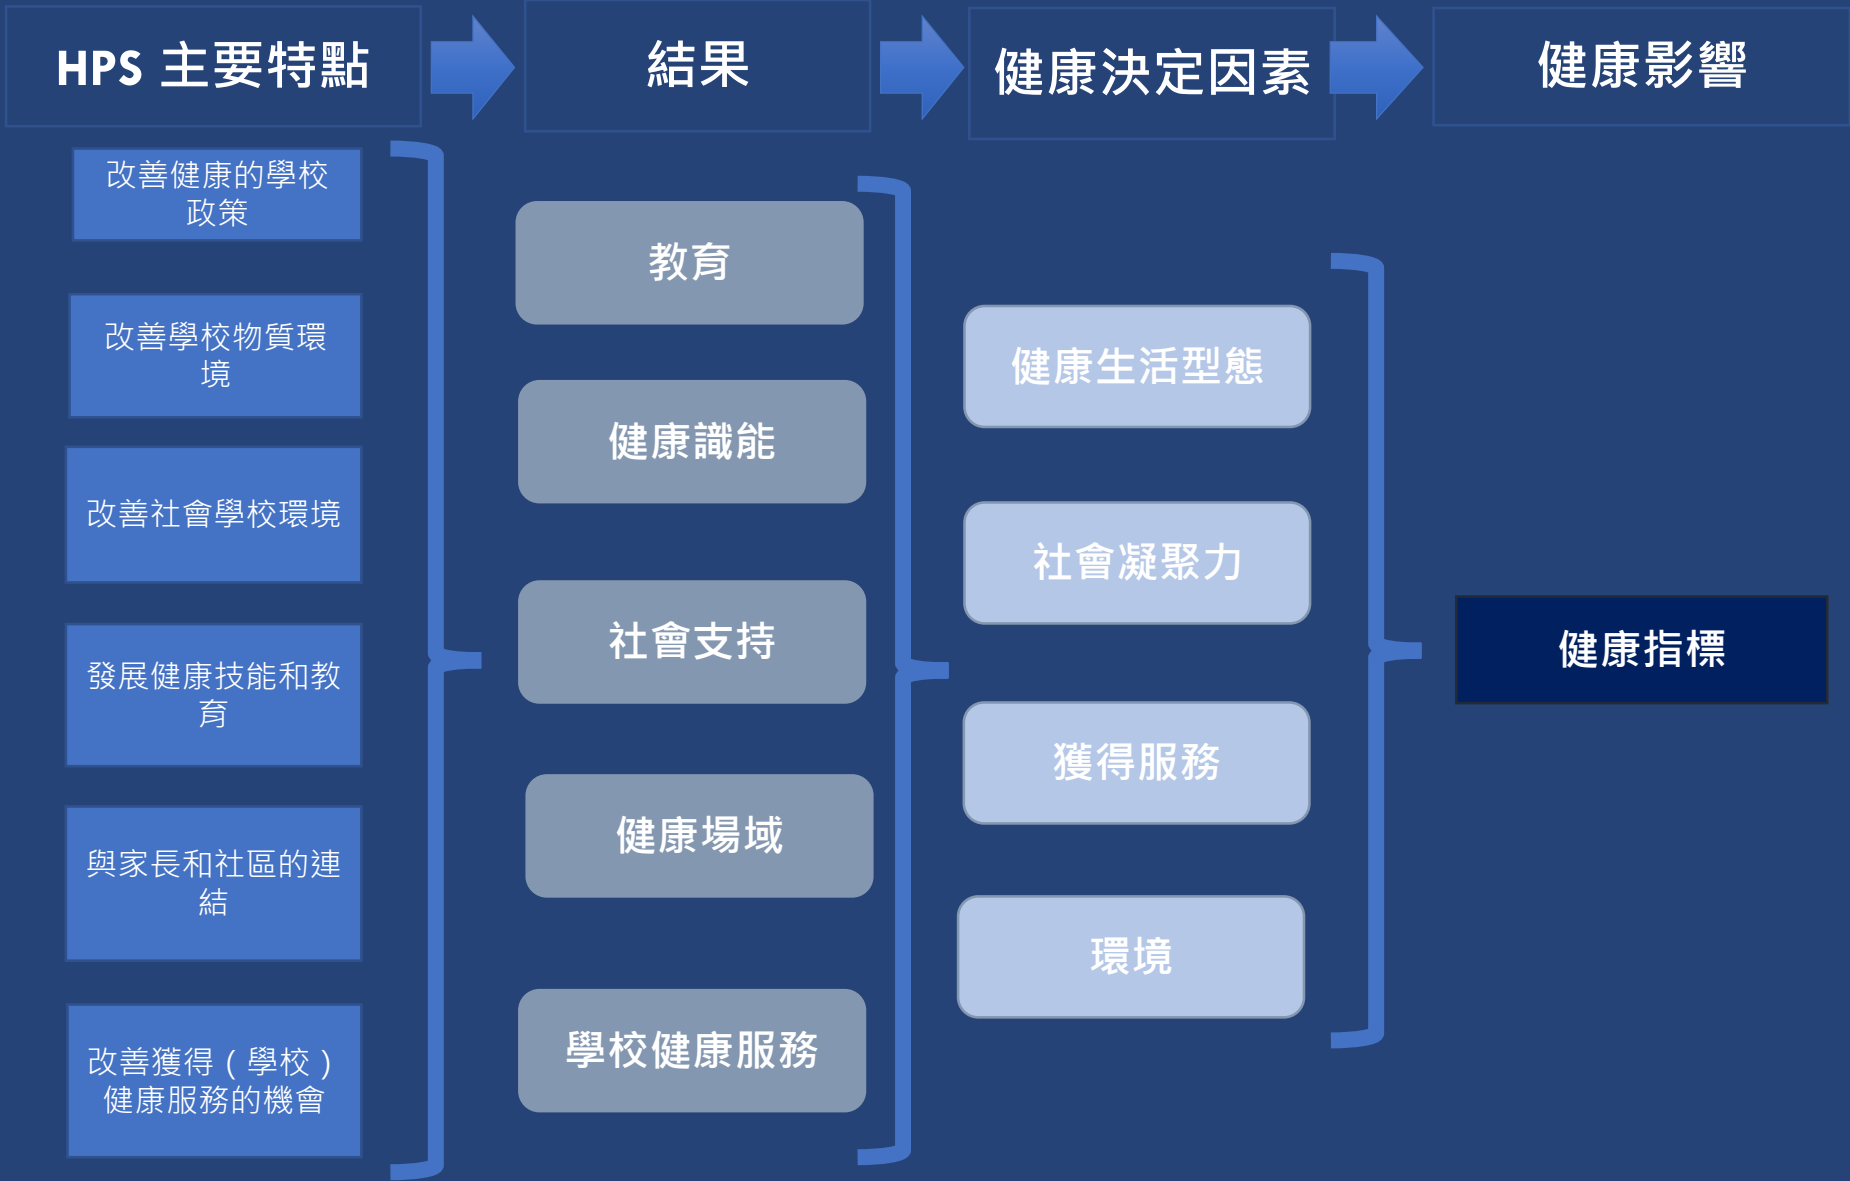 HPS 主要特點
結果
健康決定因素
健康影響
改善健康的學校
政策
改善學校物質環
境
改善社會學校環境
發展健康技能和教
育
與家長和社區的連
結
改善獲得(學校)
健康服務的機會
教育
健康識能
社會支持
健康場域
學校健康服務
健康生活型態
社會凝聚力
獲得服務
環境
健康指標